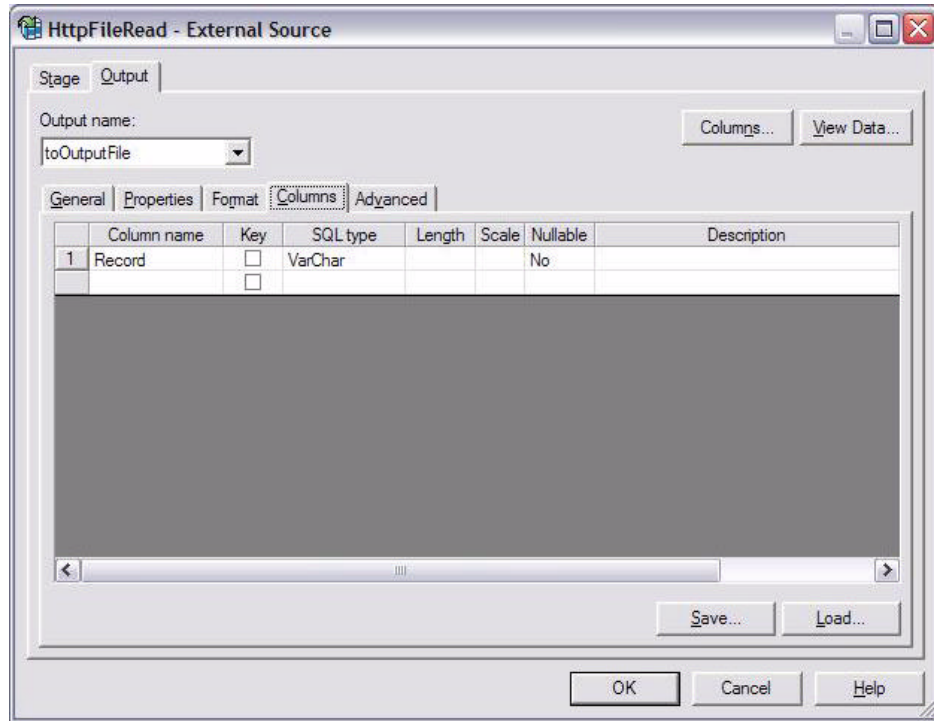 HttpFileRead - External Source
Stage Output
Output name:
toOutputFile
Columns... View Data...
General Properties Format Columns Advanced
Column name Key SQL type Length Scale Nullable Description
1 Record VarChar No
Save... Load...
OK Cancel Help